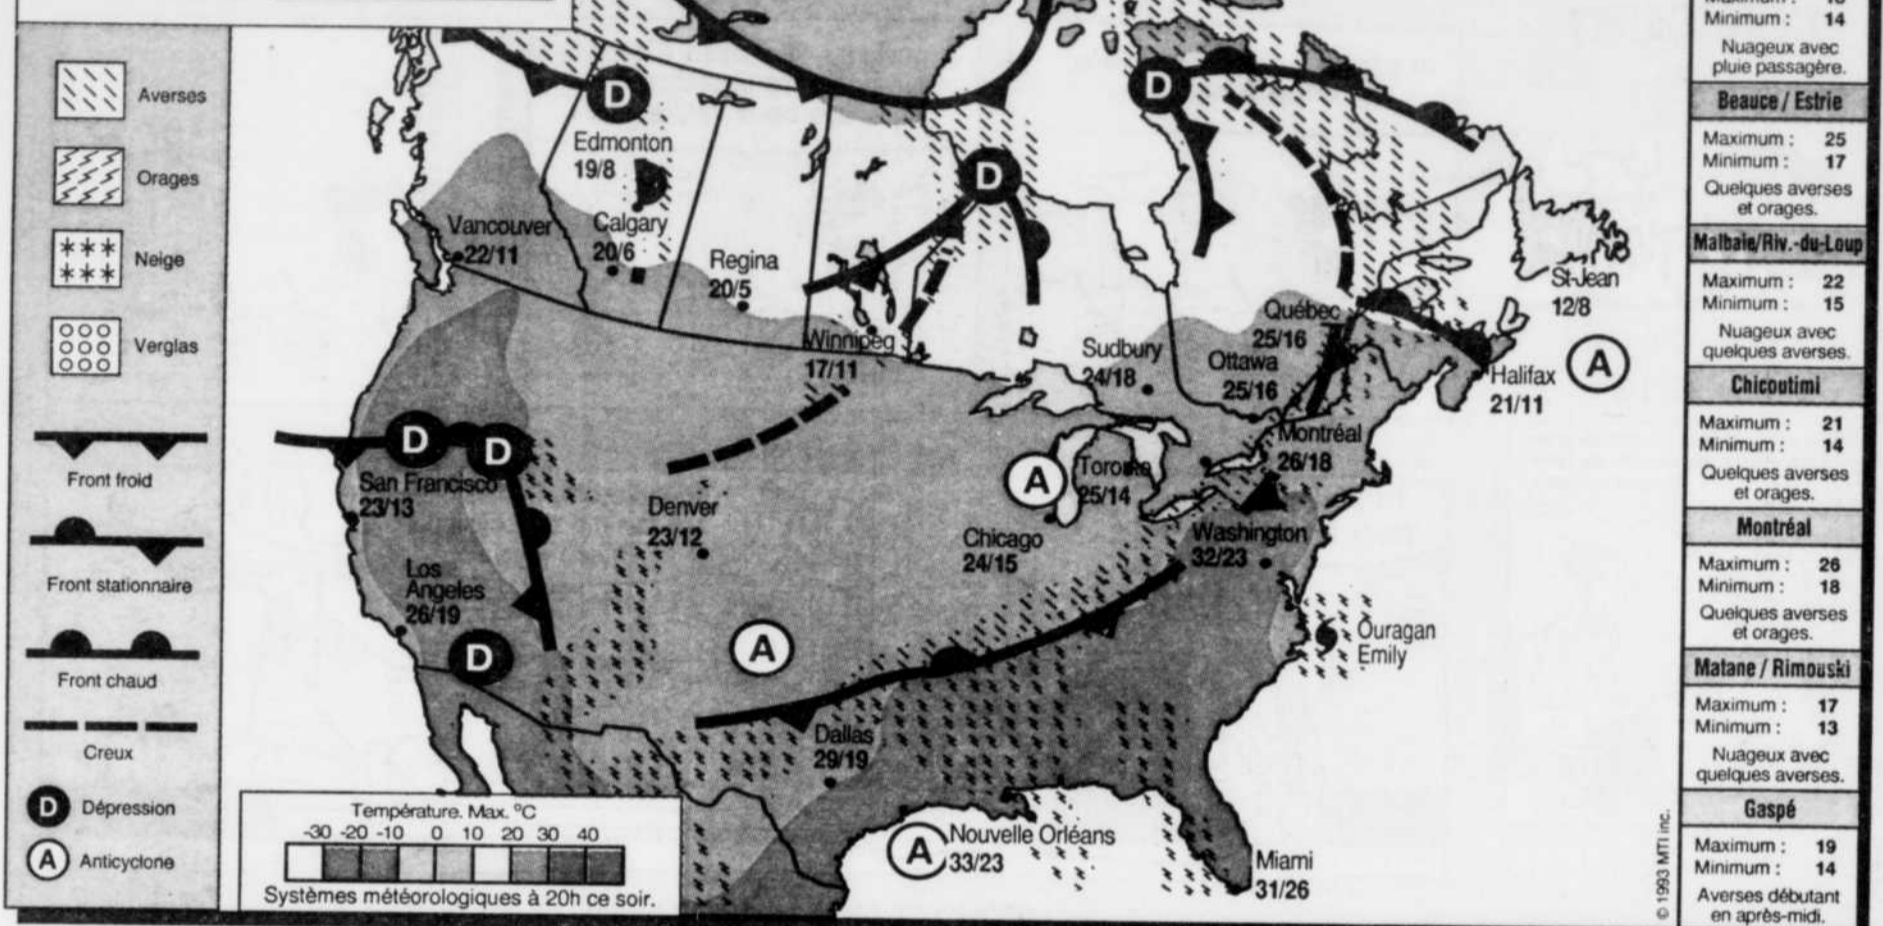 Averses
Orages
Neige
Verglas
Front froid
Front stationnaire
Front chaud
Creux
D Dépression
A Anticyclone
D
D
D
Edmonton
19/8
Vancouver
22/11
Calgary
20/6
Regina
20/5
Winnipeg
17/11
Sudbury
24/18
Québec
25/16
Ottawa
25/16
St-Jean
12/8
A
Halifax
21/11
Montréal
26/18
D
D
San Francisco
23/13
A
Toronto
25/14
Denver
23/12
Chicago
24/15
Washington
32/23
Los
Angeles
26/19
D
A
Ouragan
Emily
Dallas
29/19
A
Nouvelle Orléans
33/23
Miami
31/26
Température. Max. °C
-30 -20 -10 0 10 20 30 40
Systèmes météorologiques à 20h ce soir.
© 1993 MTI inc.
Minimum : 14
Nuageux avec
pluie passagère.
Beauce / Estrie
Maximum : 25
Minimum : 17
Quelques averses
et orages.
Malbaie/Riv.-du-Loup
Maximum : 22
Minimum : 15
Nuageux avec
quelques averses.
Chicoutimi
Maximum : 21
Minimum : 14
Quelques averses
et orages.
Montréal
Maximum : 26
Minimum : 18
Quelques averses
et orages.
Matane / Rimouski
Maximum : 17
Minimum : 13
Nuageux avec
quelques averses.
Gaspé
Maximum : 19
Minimum : 14
Averses débutant
en après-midi.